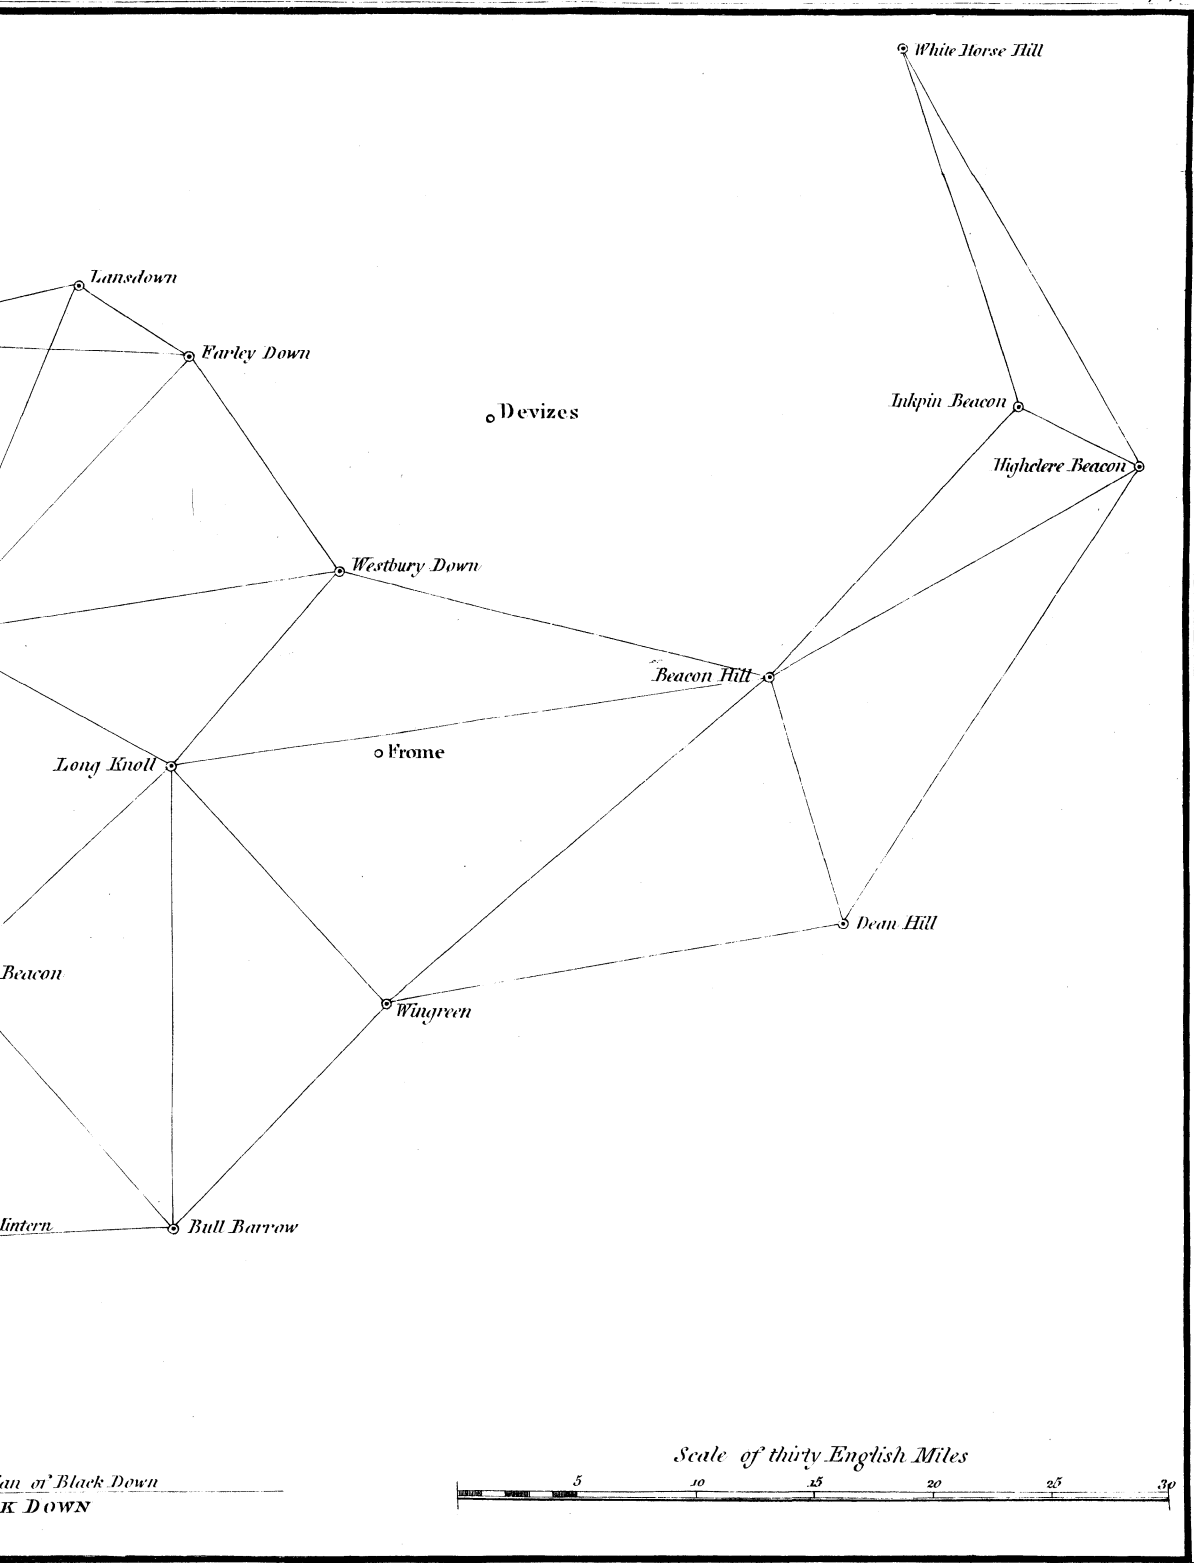 White Horse Hill
Lansdown
Farley Down
Devizes
Inkpin Beacon
Highclere Beacon
Westbury Down
Beacon Hill
Frome
Long Knoll
Dean Hill
Beacon
Wingreen
Bull Barrow
Scale of thirty English Miles
5 10 15 20 25 30
of Black Down
K DOWN